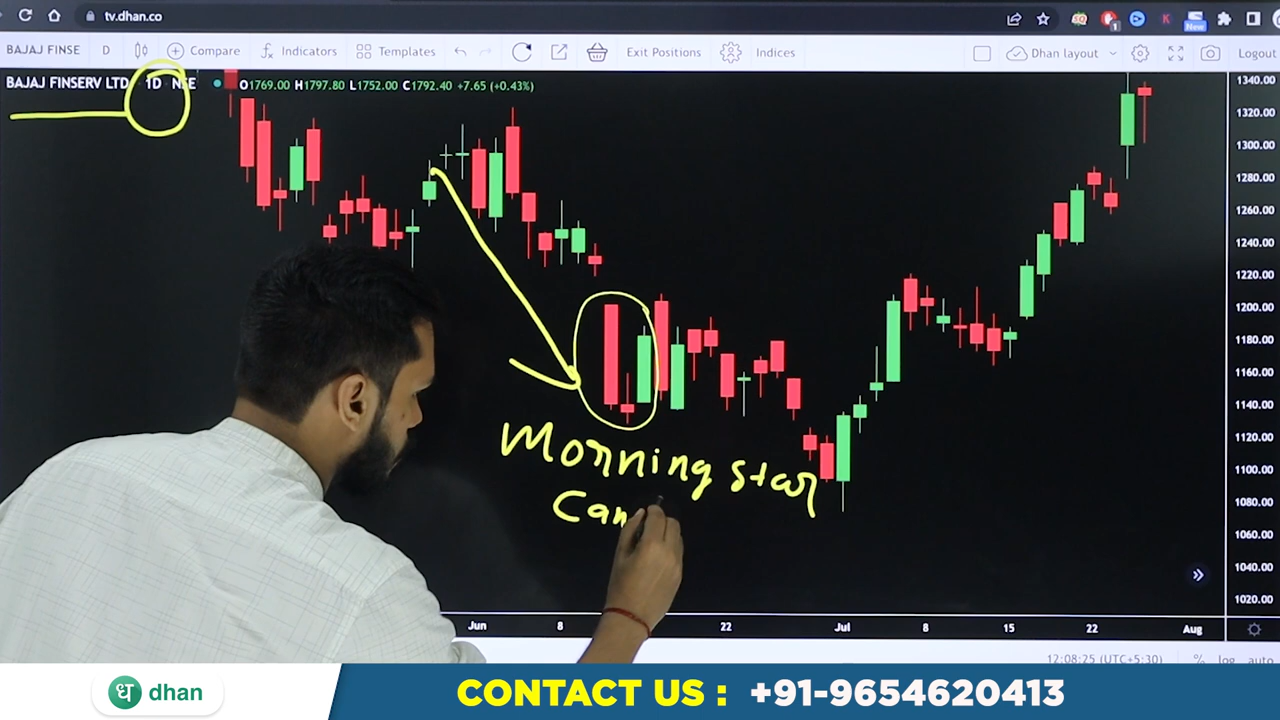 tv.dhan.co
New
1
BAJAJ FINSE D Compare Indicators Templates Exit Positions Indices Dhan layout Logout
BAJAJ FINSERV LTD 1D NSE O1769.00 H1797.80 L1752.00 C1792.40 +7.65 (+0.43%)
1340.00
1320.00
1300.00
1280.00
1260.00
1240.00
1220.00
1200.00
1180.00
1160.00
1140.00
1120.00
1100.00
1080.00
1060.00
1040.00
1020.00
Morning star
Can
Jun 8 22 Jul 8 15 22 Aug
12:08:25 (UTC+5:30) % log auto
ध dhan
CONTACT US : +91-9654620413